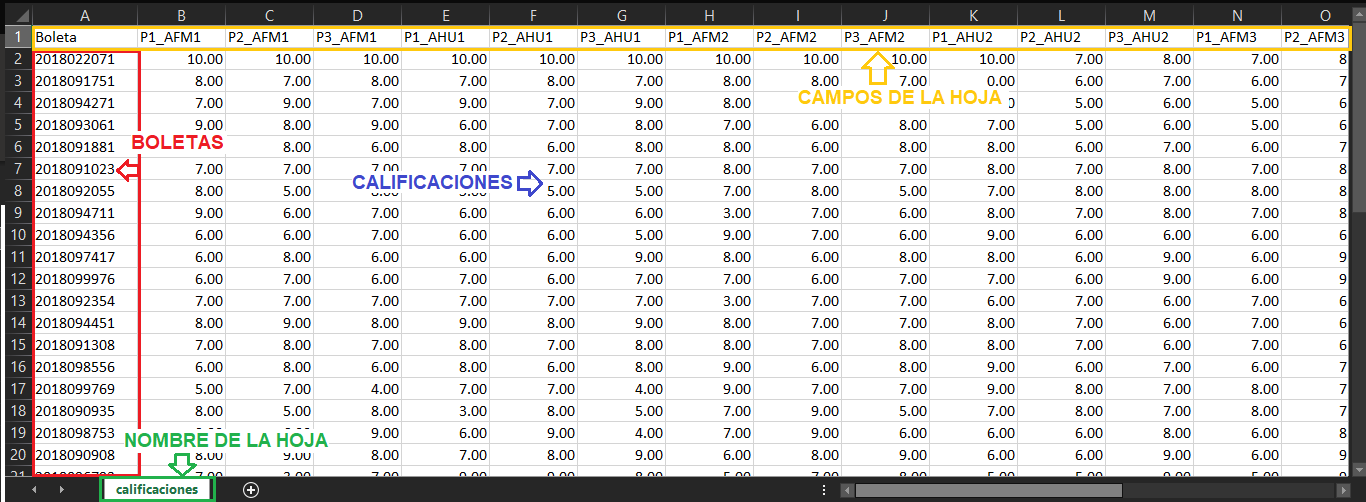 A B C D E F G H I J K L M N O
1 Boleta P1_AFM1 P2_AFM1 P3_AFM1 P1_AHU1 P2_AHU1 P3_AHU1 P1_AFM2 P2_AFM2 P3_AFM2 P1_AHU2 P2_AHU2 P3_AHU2 P1_AFM3 P2_AFM3
2 2018022071 10.00 10.00 10.00 10.00 10.00 10.00 10.00 10.00 10.00 10.00 7.00 8.00 7.00 8
3 2018091751 8.00 7.00 8.00 7.00 8.00 7.00 8.00 8.00 7.00 0.00 6.00 7.00 6.00 7
CAMPOS DE LA HOJA
4 2018094271 7.00 9.00 7.00 9.00 7.00 9.00 8.00 5.00 6.00 5.00 6
5 2018093061 9.00 8.00 9.00 6.00 7.00 8.00 7.00 6.00 8.00 7.00 5.00 6.00 5.00 6
BOLETAS
6 2018091881 8.00 6.00 8.00 6.00 8.00 6.00 8.00 6.00 7
7 2018091023 7.00 7.00 7.00 7.00 7.00 7.00 8.00 7.00 7.00 8.00 8.00 7.00 8.00 8
CALIFICACIONES
8 2018092055 8.00 5.00 5.00 5.00 7.00 8.00 5.00 7.00 8.00 8.00 8.00 8
9 2018094711 9.00 6.00 7.00 6.00 6.00 6.00 3.00 7.00 6.00 8.00 7.00 8.00 7.00 8
10 2018094356 6.00 6.00 7.00 6.00 6.00 5.00 9.00 7.00 6.00 9.00 6.00 6.00 6.00 9
11 2018097417 6.00 8.00 6.00 6.00 6.00 9.00 8.00 6.00 8.00 8.00 6.00 9.00 6.00 9
12 2018099976 6.00 7.00 6.00 7.00 6.00 7.00 7.00 6.00 7.00 7.00 6.00 9.00 6.00 9
13 2018092354 7.00 7.00 7.00 7.00 7.00 7.00 3.00 7.00 7.00 6.00 7.00 6.00 7.00 6
14 2018094451 8.00 9.00 8.00 9.00 8.00 9.00 8.00 7.00 7.00 8.00 7.00 6.00 7.00 6
15 2018091308 7.00 8.00 7.00 8.00 7.00 8.00 7.00 7.00 8.00 7.00 8.00 7.00 8.00 7
16 2018098556 6.00 8.00 6.00 8.00 6.00 8.00 9.00 6.00 8.00 9.00 6.00 7.00 6.00 7
17 2018099769 5.00 7.00 4.00 7.00 7.00 4.00 9.00 7.00 7.00 9.00 8.00 7.00 8.00 7
18 2018090935 8.00 5.00 8.00 3.00 8.00 5.00 7.00 9.00 5.00 7.00 8.00 7.00 8.00 7
19 2018098753 9.00 6.00 9.00 4.00 7.00 9.00 6.00 6.00 6.00 8.00 6.00 8
NOMBRE DE LA HOJA
20 2018090908 8.00 9.00 8.00 7.00 8.00 9.00 6.00 8.00 9.00 6.00 6.00 9.00 6.00 9
calificaciones